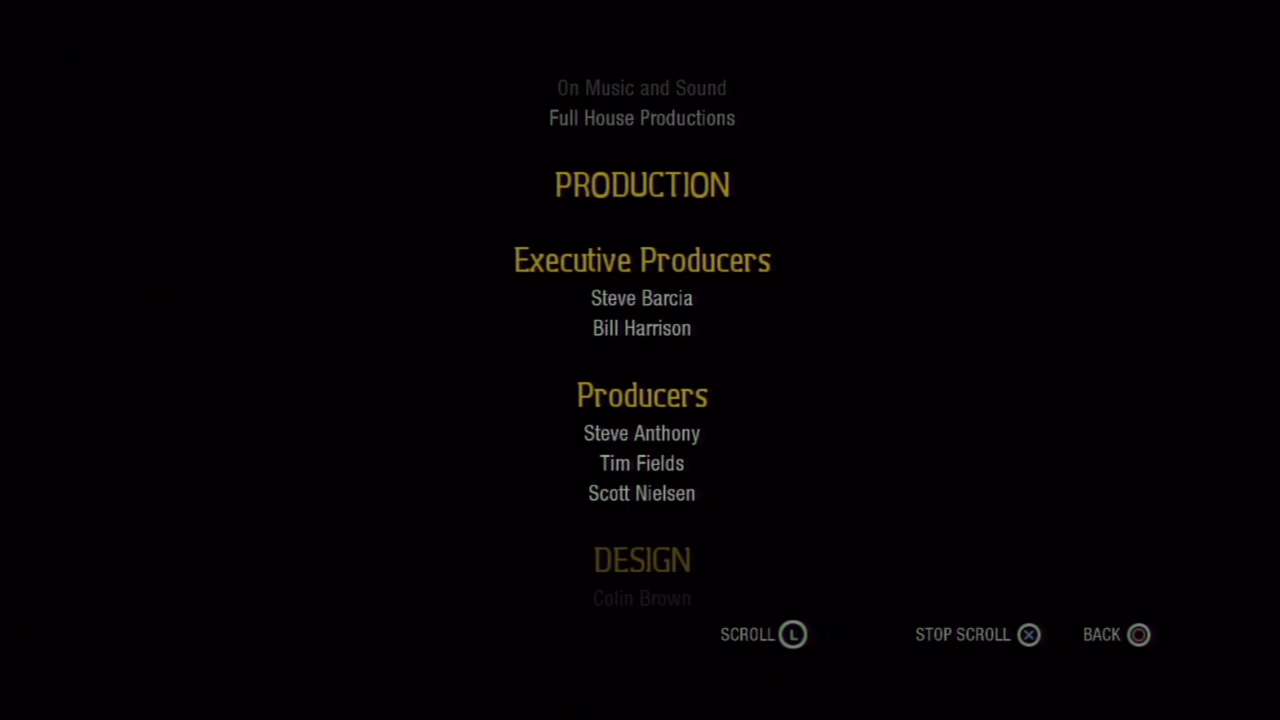 On Music and Sound
Full House Productions
PRODUCTION
Executive Producers
Steve Barcia
Bill Harrison
Producers
Steve Anthony
Tim Fields
Scott Nielsen
DESIGN
Colin Brown
SCROLL L STOP SCROLL BACK